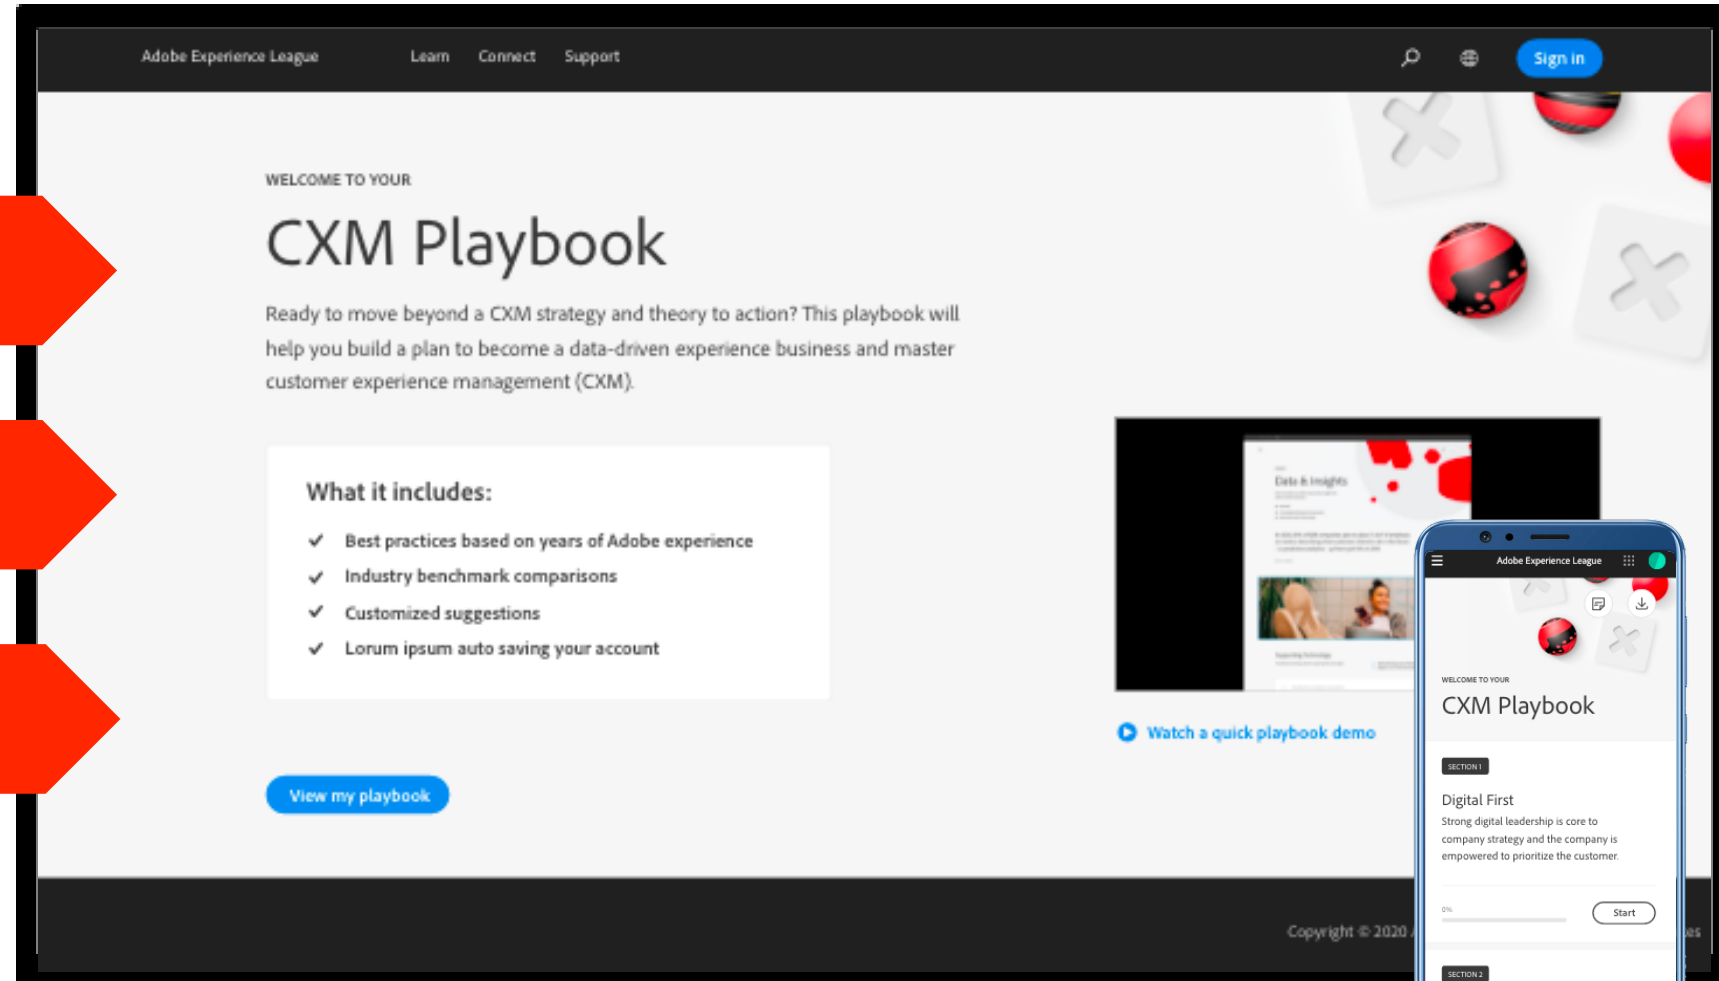 Adobe Experience League
Learn
Connect
Support
Sign in
WELCOME TO YOUR
CXM Playbook
Ready to move beyond a CXM strategy and theory to action? This playbook will
help you build a plan to become a data-driven experience business and master
customer experience management (CXM).
What it includes:
Best practices based on years of Adobe experience
Industry benchmark comparisons
Customized suggestions
Lorum ipsum auto saving your account
View my playbook
Data & Insights
Supporting Technology
Watch a quick playbook demo
Copyright © 2020
Adobe Experience League
WELCOME TO YOUR
CXM Playbook
SECTION 1
Digital First
Strong digital leadership is core to
company strategy and the company is
empowered to prioritize the customer.
0%
Start
SECTION 2